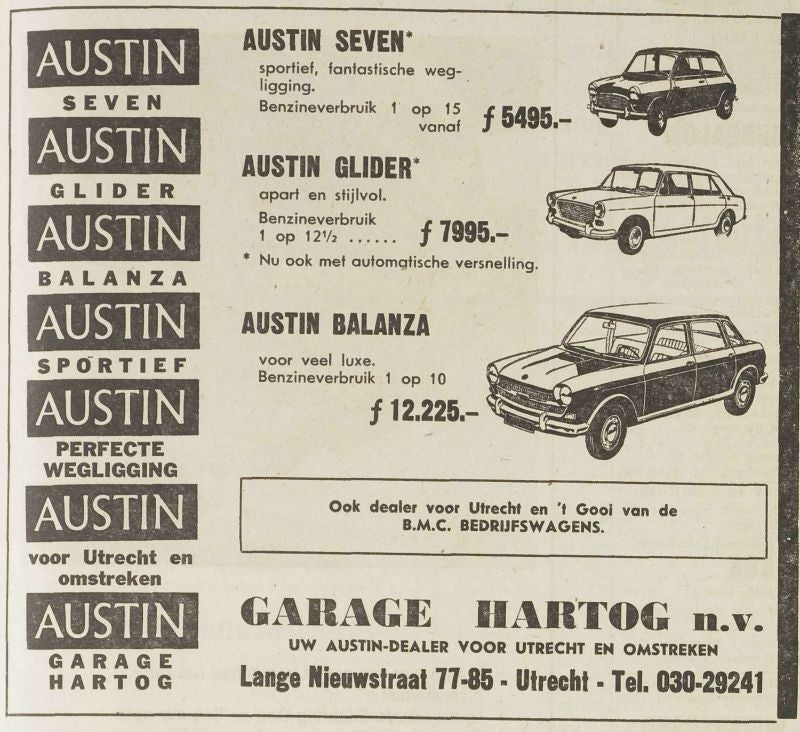 AUSTIN
SEVEN
AUSTIN
GLIDER
AUSTIN
BALANZA
AUSTIN
SPORTIEF
AUSTIN
PERFECTE
WEGLIGGING
AUSTIN
voor Utrecht en
omstreken
AUSTIN
GARAGE
HARTOG
AUSTIN SEVEN*
sportief, fantastische weg-
ligging.
Benzineverbruik 1 op 15
vanaf f 5495.–
AUSTIN GLIDER*
apart en stijlvol.
Benzineverbruik
1 op 12½ ...... f 7995.–
* Nu ook met automatische versnelling.
AUSTIN BALANZA
voor veel luxe.
Benzineverbruik 1 op 10
f 12.225.–
Ook dealer voor Utrecht en 't Gooi van de
B.M.C. BEDRIJFSWAGENS.
GARAGE HARTOG n.v.
UW AUSTIN-DEALER VOOR UTRECHT EN OMSTREKEN
Lange Nieuwstraat 77-85 - Utrecht - Tel. 030-29241